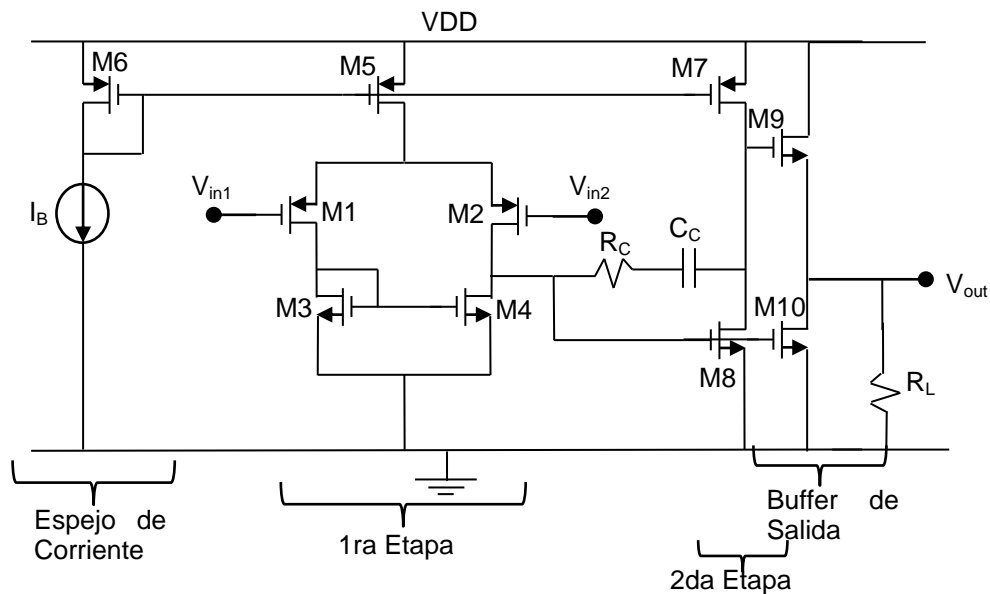 VDD
M6
M5
M7
M9
Vin1
Vin2
IB
M1
M2
RC
CC
Vout
M3
M4
M10
M8
RL
Espejo de
Corriente
1ra Etapa
Buffer de
Salida
2da Etapa